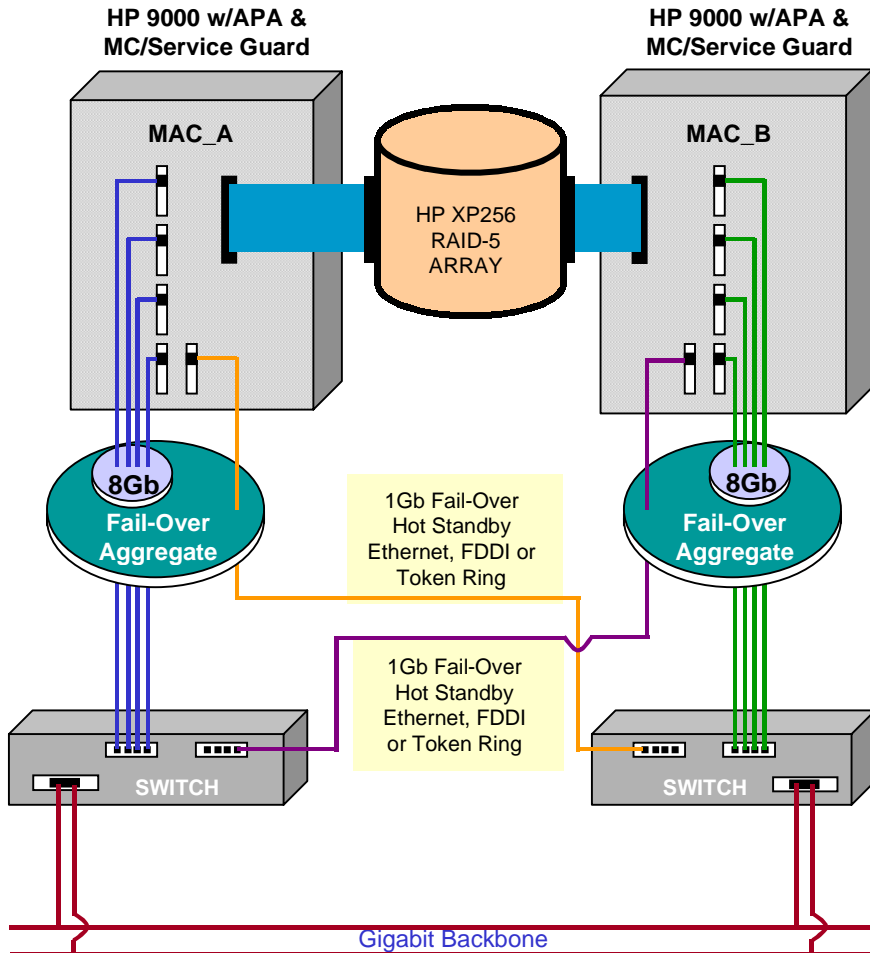 HP 9000 w/APA &
MC/Service Guard
HP 9000 w/APA &
MC/Service Guard
MAC_A
MAC_B
HP XP256
RAID-5
ARRAY
8Gb
Fail-Over
Aggregate
8Gb
Fail-Over
Aggregate
1Gb Fail-Over
Hot Standby
Ethernet, FDDI or
Token Ring
1Gb Fail-Over
Hot Standby
Ethernet, FDDI
or Token Ring
SWITCH
SWITCH
Gigabit Backbone